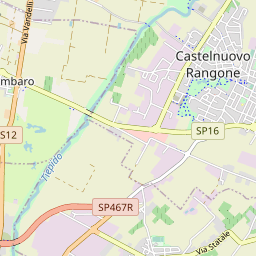 Via Vandelli
Castelnuovo
Rangone
mbaro
S12
SP16
Tiepido
SP467R
Via Statale